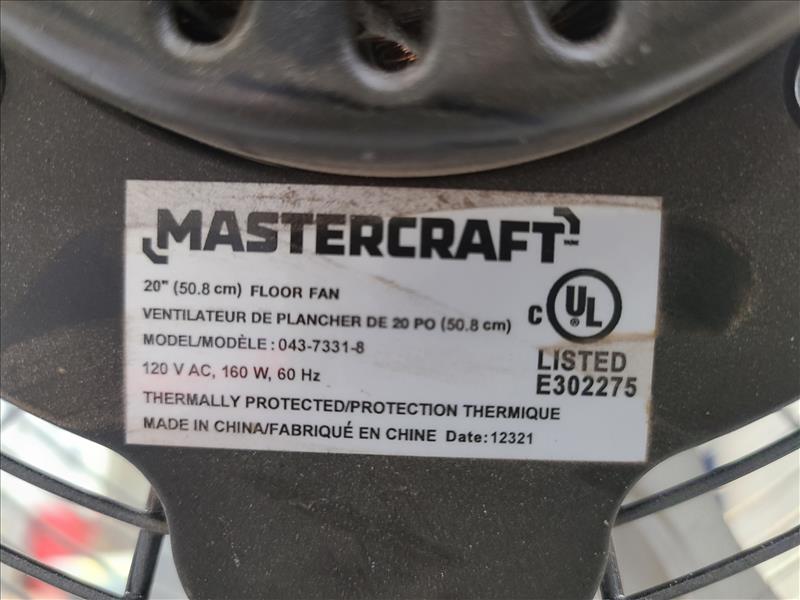 MASTERCRAFT
20" (50.8 cm) FLOOR FAN
VENTILATEUR DE PLANCHER DE 20 PO (50.8 cm)
MODEL/MODÈLE : 043-7331-8
120 V AC, 160 W, 60 Hz
THERMALLY PROTECTED/PROTECTION THERMIQUE
MADE IN CHINA/FABRIQUÉ EN CHINE Date: 12321
C UL ®
LISTED
E302275